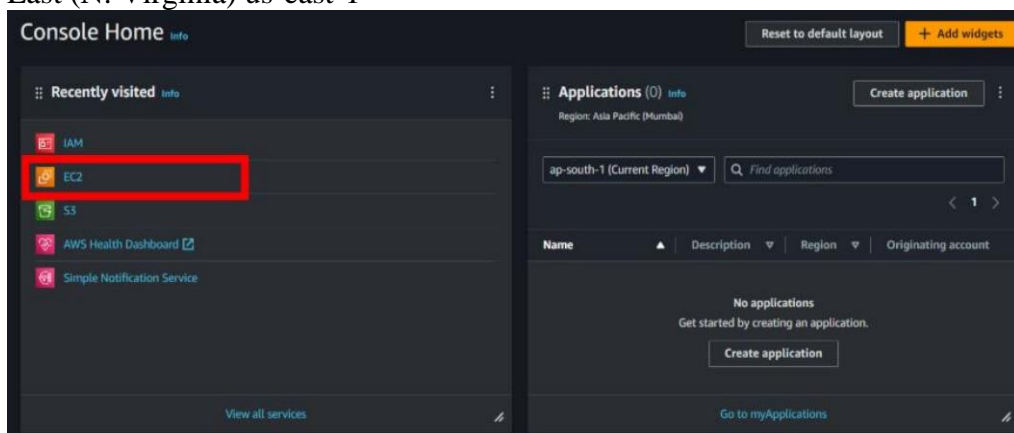 East (N. Virginia) us-east-1
Console Home Info
Reset to default layout
+ Add widgets
Recently visited Info
IAM
EC2
S3
AWS Health Dashboard
Simple Notification Service
View all services
Applications (0) Info
Region: Asia Pacific (Mumbai)
Create application
ap-south-1 (Current Region)
Find applications
< 1 >
Name Description Region Originating account
No applications
Get started by creating an application.
Create application
Go to myApplications